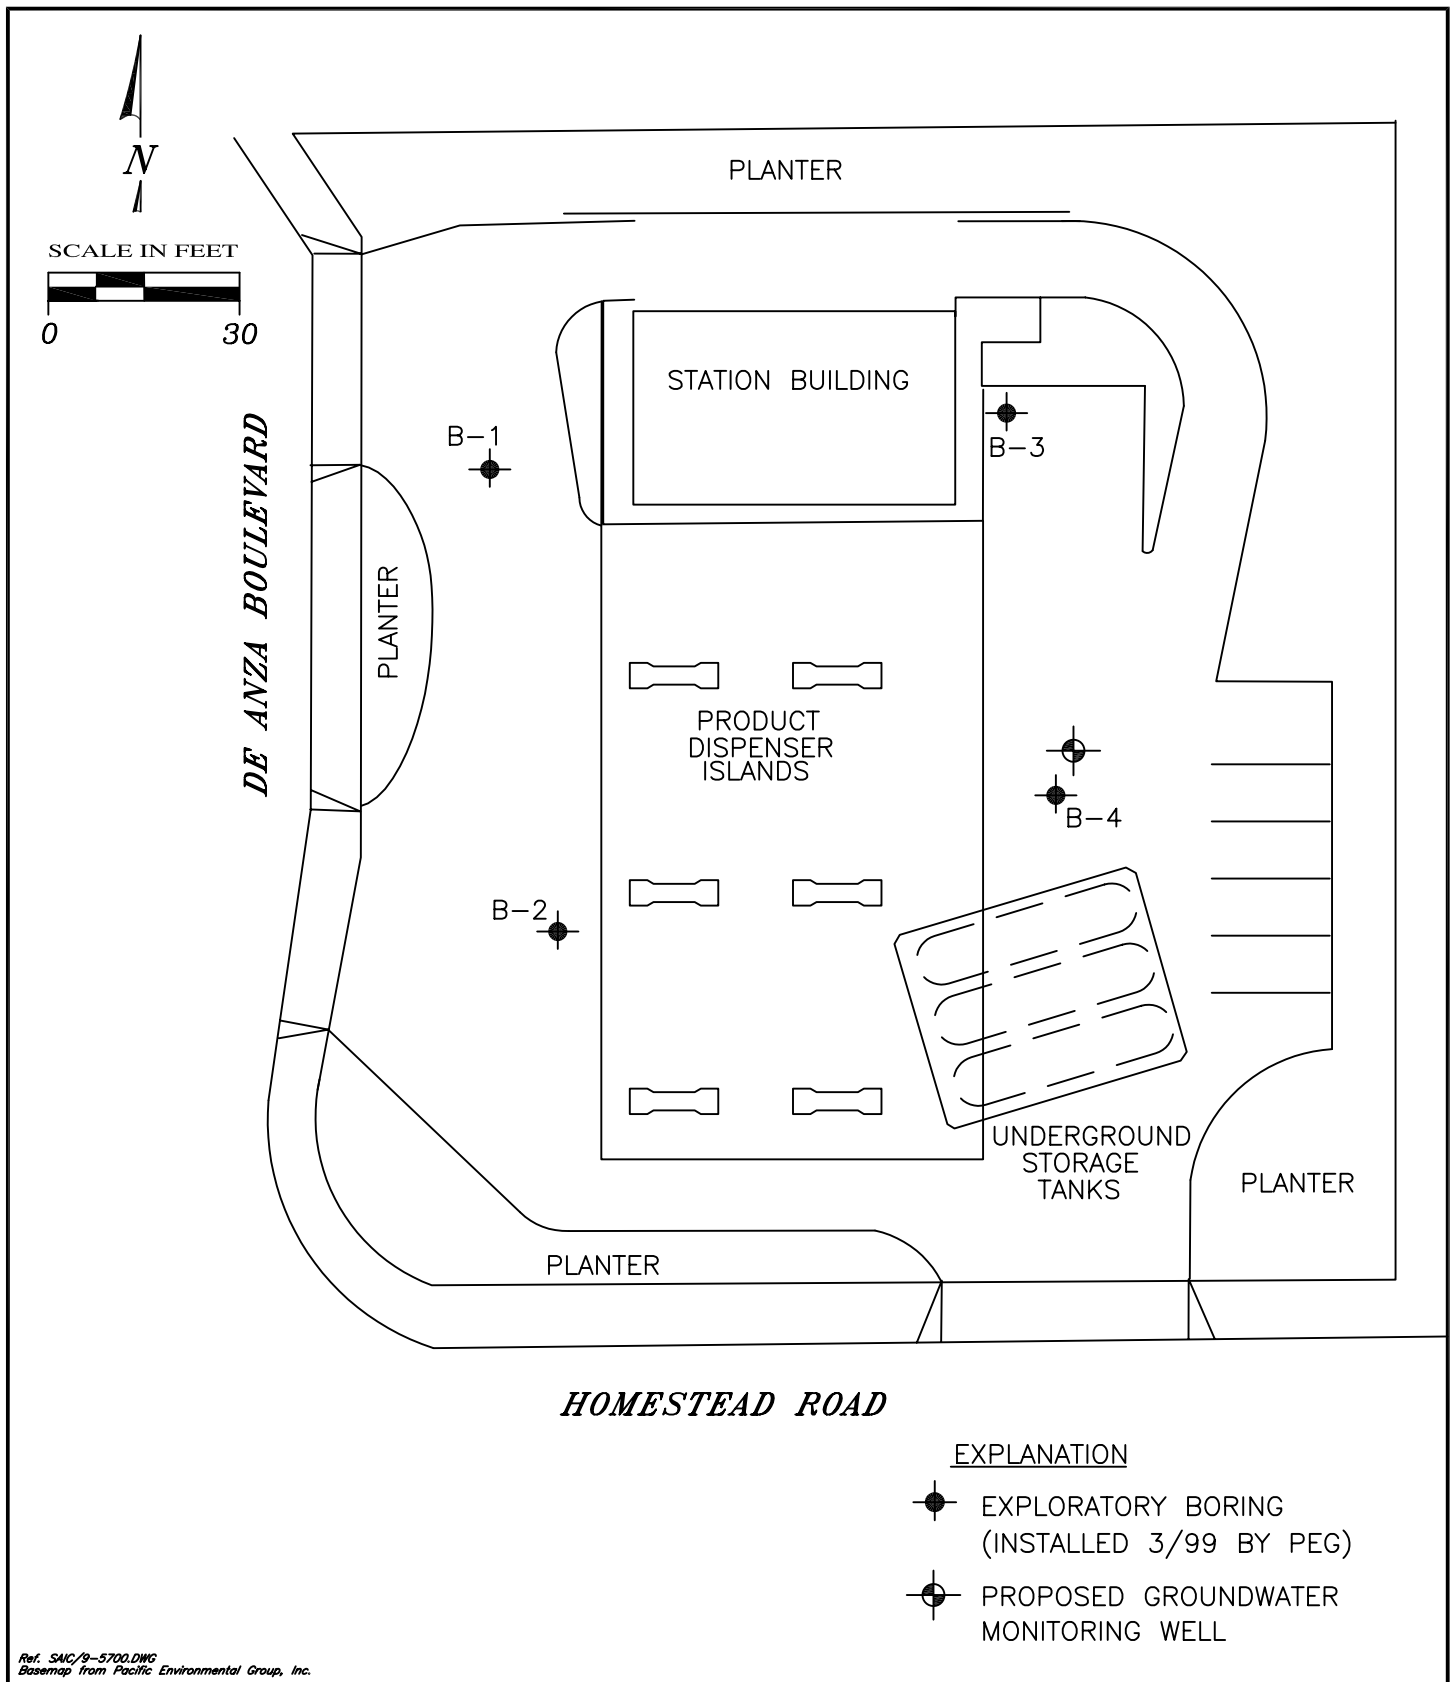 N
SCALE IN FEET
0 30
PLANTER
STATION BUILDING
B-1
B-3
DE ANZA BOULEVARD
PLANTER
PRODUCT
DISPENSER
ISLANDS
B-4
B-2
UNDERGROUND
STORAGE
TANKS
PLANTER
PLANTER
HOMESTEAD ROAD
EXPLANATION
EXPLORATORY BORING
(INSTALLED 3/99 BY PEG)
PROPOSED GROUNDWATER
MONITORING WELL
Ref. SAIC/9-5700.DWG
Basemap from Pacific Environmental Group, Inc.